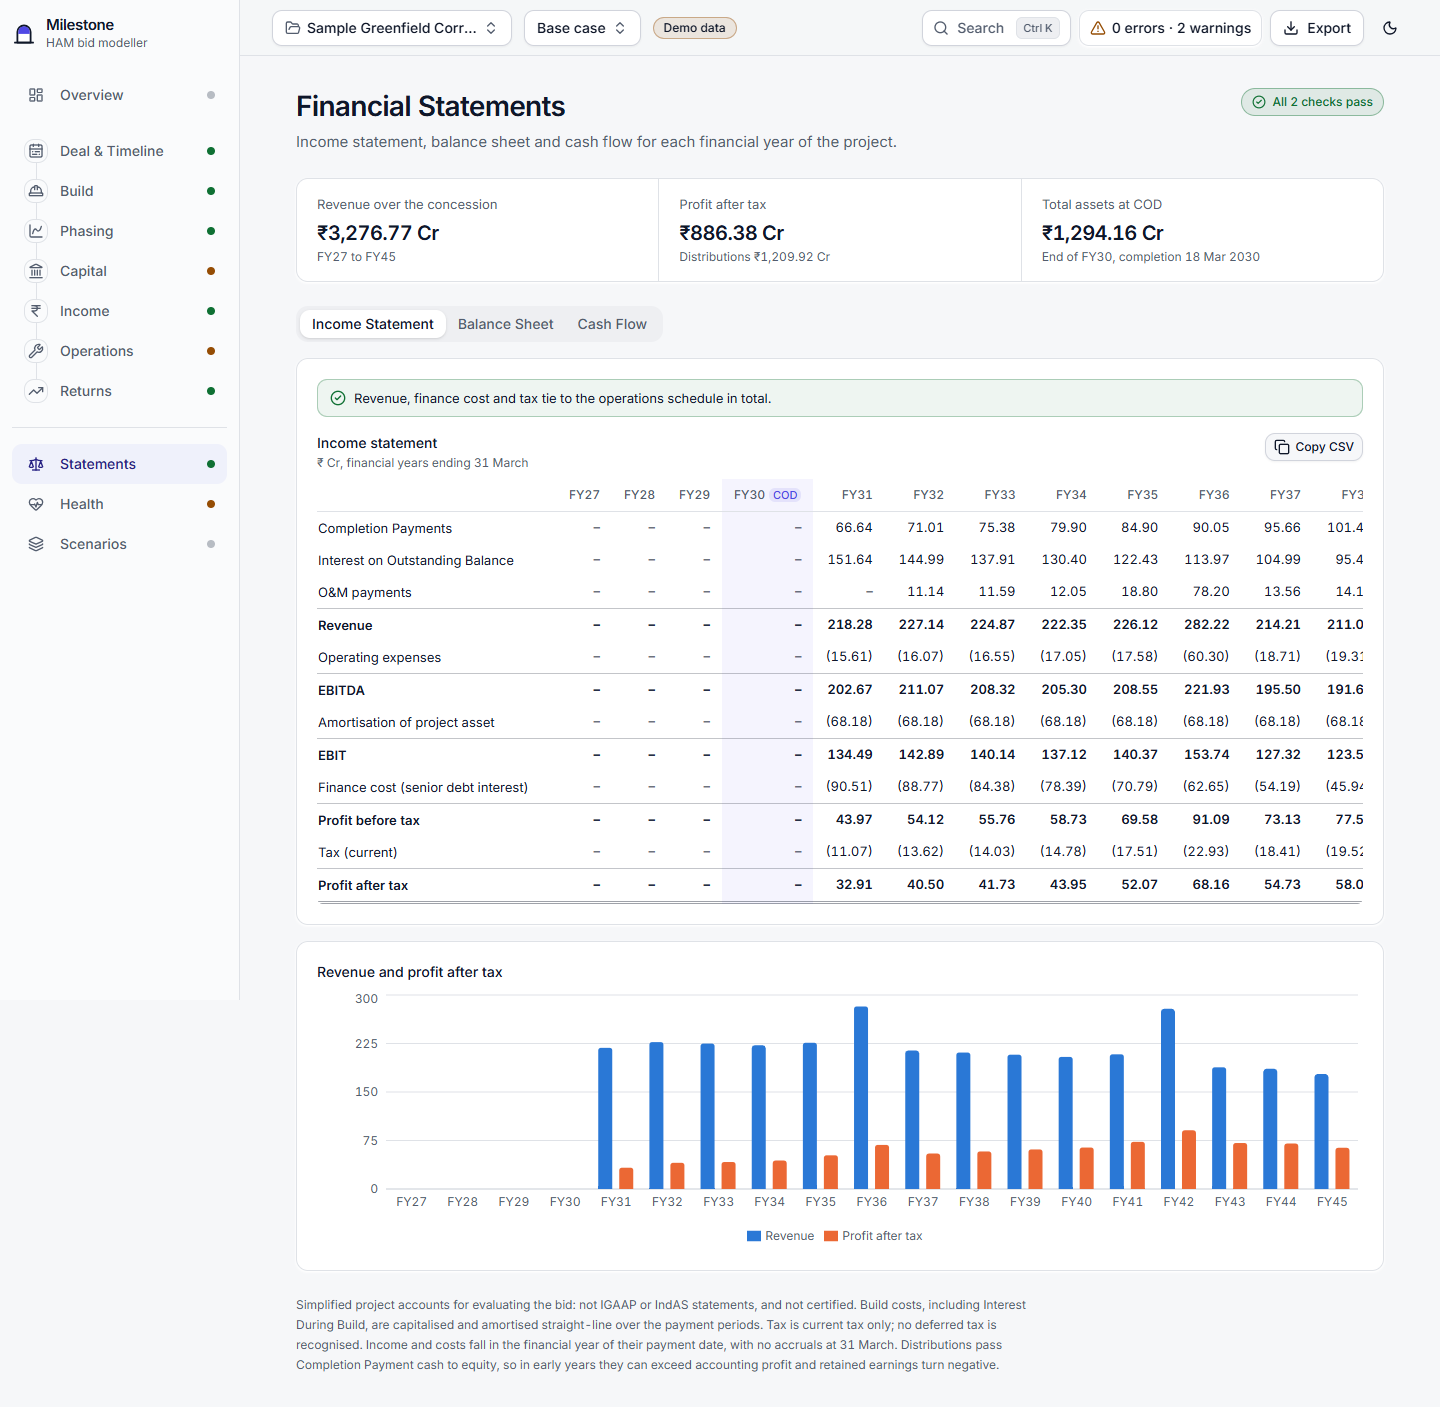 Milestone
HAM bid modeller
Sample Greenfield Corr...
Base case
Demo data
Search
Ctrl K
0 errors · 2 warnings
Export
Overview
Deal & Timeline
Build
Phasing
Capital
Income
Operations
Returns
Statements
Health
Scenarios
Financial Statements
All 2 checks pass
Income statement, balance sheet and cash flow for each financial year of the project.
Revenue over the concession
₹3,276.77 Cr
FY27 to FY45
Profit after tax
₹886.38 Cr
Distributions ₹1,209.92 Cr
Total assets at COD
₹1,294.16 Cr
End of FY30, completion 18 Mar 2030
Income Statement Balance Sheet Cash Flow
Revenue, finance cost and tax tie to the operations schedule in total.
Income statement
₹ Cr, financial years ending 31 March
Copy CSV
FY27 FY28 FY29 FY30 COD FY31 FY32 FY33 FY34 FY35 FY36 FY37 FY3
Completion Payments – – – – 66.64 71.01 75.38 79.90 84.90 90.05 95.66 101.4
Interest on Outstanding Balance – – – – 151.64 144.99 137.91 130.40 122.43 113.97 104.99 95.4
O&M payments – – – – – 11.14 11.59 12.05 18.80 78.20 13.56 14.1
Revenue – – – – 218.28 227.14 224.87 222.35 226.12 282.22 214.21 211.0
Operating expenses – – – – (15.61) (16.07) (16.55) (17.05) (17.58) (60.30) (18.71) (19.31
EBITDA – – – – 202.67 211.07 208.32 205.30 208.55 221.93 195.50 191.6
Amortisation of project asset – – – – (68.18) (68.18) (68.18) (68.18) (68.18) (68.18) (68.18) (68.18
EBIT – – – – 134.49 142.89 140.14 137.12 140.37 153.74 127.32 123.5
Finance cost (senior debt interest) – – – – (90.51) (88.77) (84.38) (78.39) (70.79) (62.65) (54.19) (45.94
Profit before tax – – – – 43.97 54.12 55.76 58.73 69.58 91.09 73.13 77.5
Tax (current) – – – – (11.07) (13.62) (14.03) (14.78) (17.51) (22.93) (18.41) (19.52
Profit after tax – – – – 32.91 40.50 41.73 43.95 52.07 68.16 54.73 58.0
Revenue and profit after tax
300
225
150
75
0
FY27 FY28 FY29 FY30 FY31 FY32 FY33 FY34 FY35 FY36 FY37 FY38 FY39 FY40 FY41 FY42 FY43 FY44 FY45
Revenue Profit after tax
Simplified project accounts for evaluating the bid: not IGAAP or IndAS statements, and not certified. Build costs, including Interest
During Build, are capitalised and amortised straight-line over the payment periods. Tax is current tax only; no deferred tax is
recognised. Income and costs fall in the financial year of their payment date, with no accruals at 31 March. Distributions pass
Completion Payment cash to equity, so in early years they can exceed accounting profit and retained earnings turn negative.